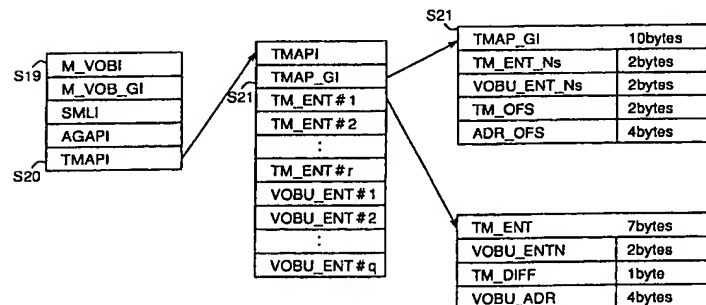 S19
M_VOBI
M_VOB_GI
SMLI
AGAPI
TMAPI
S20
TMAPI
TMAP_GI
S21
TM_ENT#1
TM_ENT#2
:
TM_ENT#r
VOBU_ENT#1
VOBU_ENT#2
:
VOBU_ENT#q
S21
TMAP_GI 10bytes
TM_ENT_Ns 2bytes
VOBU_ENT_Ns 2bytes
TM_OFS 2bytes
ADR_OFS 4bytes
TM_ENT 7bytes
VOBU_ENTN 2bytes
TM_DIFF 1byte
VOBU_ADR 4bytes